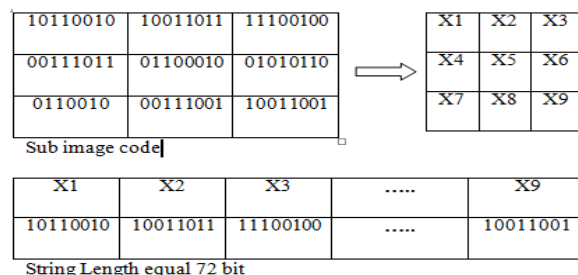 10110010 10011011 11100100 X1 X2 X3
00111011 01100010 01010110 X4 X5 X6
0110010 00111001 10011001 X7 X8 X9
Sub image code
X1 X2 X3 ..... X9
10110010 10011011 11100100 ..... 10011001
String Length equal 72 bit